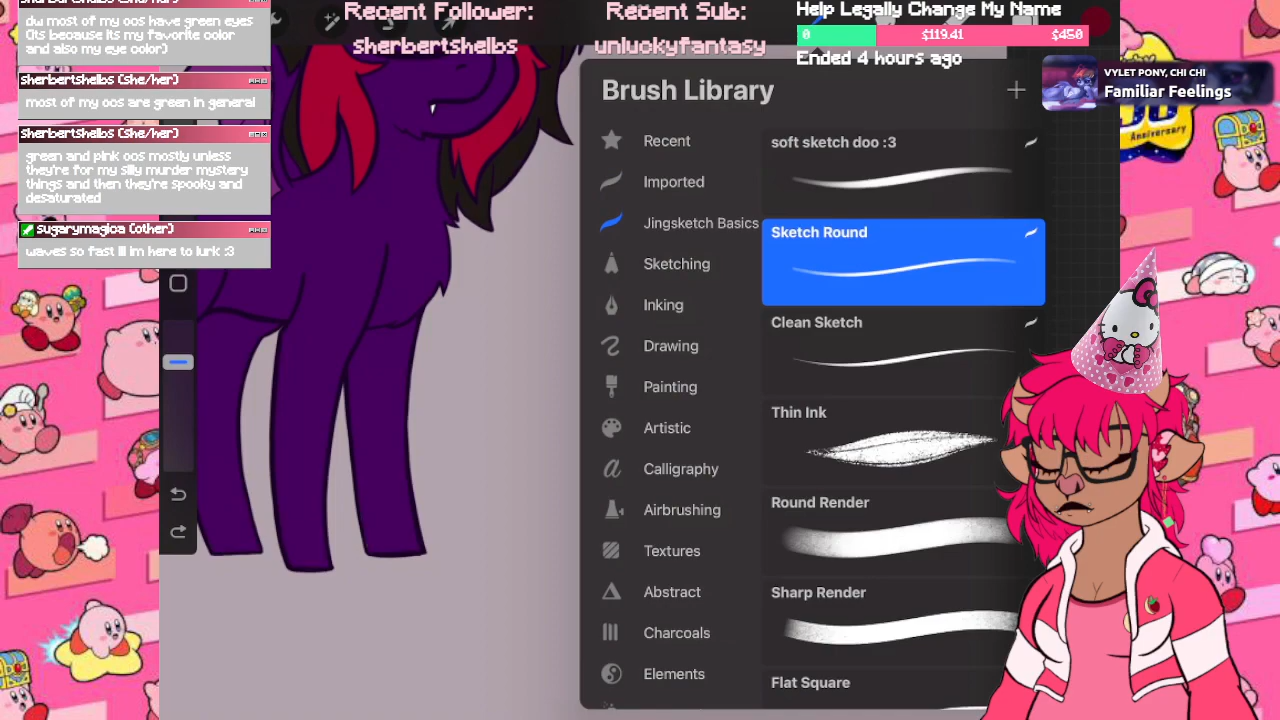 sherbertshelbs (she/her)
dw most of my ocs have green eyes
(its because its my favorite color
and also my eye color)
sherbertshelbs (she/her)
most of my ocs are green in general
sherbertshelbs (she/her)
green and pink ocs mostly unless
they're for my silly murder mystery
things and then they're spooky and
desaturated
sugarymagica (other)
waves so fast !!! im here to lurk :3
Recent Follower:
sherbertshelbs
Recent Sub:
unluckyfantasy
Help Legally Change My Name
0
$119.41
$450
Ended 4 hours ago
VYLET PONY, CHI CHI
Familiar Feelings
Anniversary
Brush Library
Recent
Imported
Jingsketch Basics
Sketching
Inking
Drawing
Painting
Artistic
Calligraphy
Airbrushing
Textures
Abstract
Charcoals
Elements
soft sketch doo :3
Sketch Round
Clean Sketch
Thin Ink
Round Render
Sharp Render
Flat Square